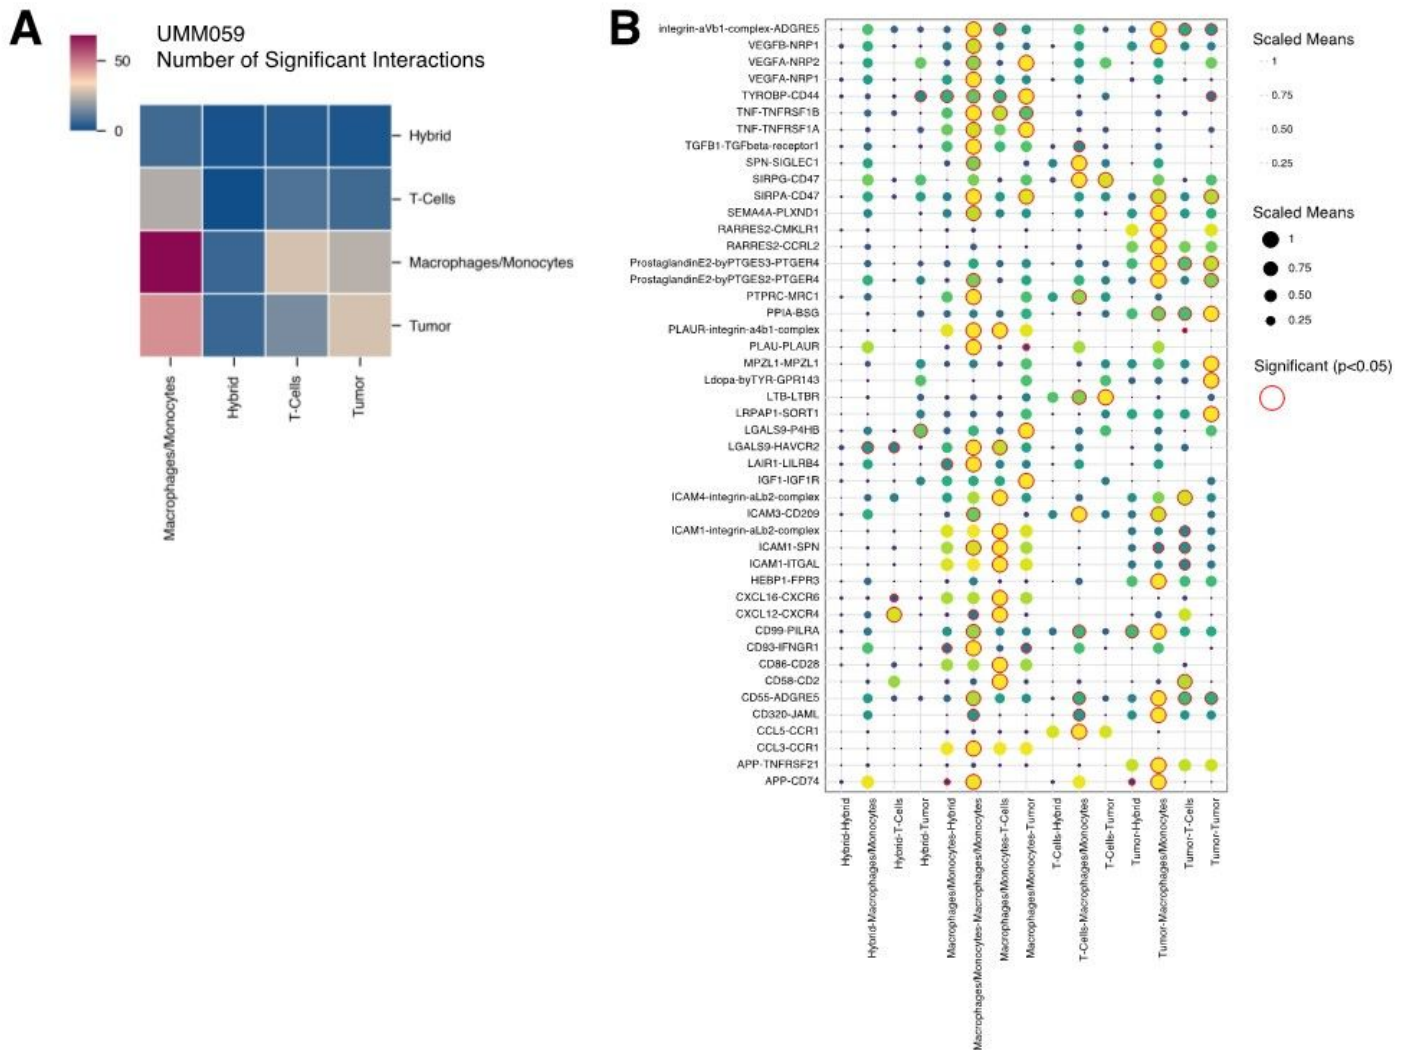 A
UMM059
Number of Significant Interactions
50
0
Hybrid
T-Cells
Macrophages/Monocytes
Tumor
Macrophages/Monocytes
Hybrid
T-Cells
Tumor
B
integrin-aVb1-complex-ADGRE5
VEGFB-NRP1
VEGFA-NRP2
VEGFA-NRP1
TYROBP-CD44
TNF-TNFRSF1B
TNF-TNFRSF1A
TGFB1-TGFbeta-receptor1
SPN-SIGLEC1
SIRPG-CD47
SIRPA-CD47
SEMA4A-PLXND1
RARRES2-CMKLR1
RARRES2-CCRL2
ProstaglandinE2-byPTGES3-PTGER4
ProstaglandinE2-byPTGES2-PTGER4
PTPRC-MRC1
PPIA-BSG
PLAUR-integrin-a4b1-complex
PLAU-PLAUR
MPZL1-MPZL1
Ldopa-byTYR-GPR143
LTB-LTBR
LRPAP1-SORT1
LGALS9-P4HB
LGALS9-HAVCR2
LAIR1-LILRB4
IGF1-IGF1R
ICAM4-integrin-aLb2-complex
ICAM3-CD209
ICAM1-integrin-aLb2-complex
ICAM1-SPN
ICAM1-ITGAL
HEBP1-FPR3
CXCL16-CXCR6
CXCL12-CXCR4
CD99-PILRA
CD93-IFNGR1
CD86-CD28
CD58-CD2
CD55-ADGRE5
CD320-JAML
CCL5-CCR1
CCL3-CCR1
APP-TNFRSF21
APP-CD74
Hybrid-Hybrid
Hybrid-Macrophages/Monocytes
Hybrid-T-Cells
Hybrid-Tumor
Macrophages/Monocytes-Hybrid
Macrophages/Monocytes-Macrophages/Monocytes
Macrophages/Monocytes-T-Cells
Macrophages/Monocytes-Tumor
T-Cells-Hybrid
T-Cells-Macrophages/Monocytes
T-Cells-Tumor
Tumor-Hybrid
Tumor-Macrophages/Monocytes
Tumor-T-Cells
Tumor-Tumor
Scaled Means
1
0.75
0.50
0.25
Scaled Means
1
0.75
0.50
0.25
Significant (p<0.05)